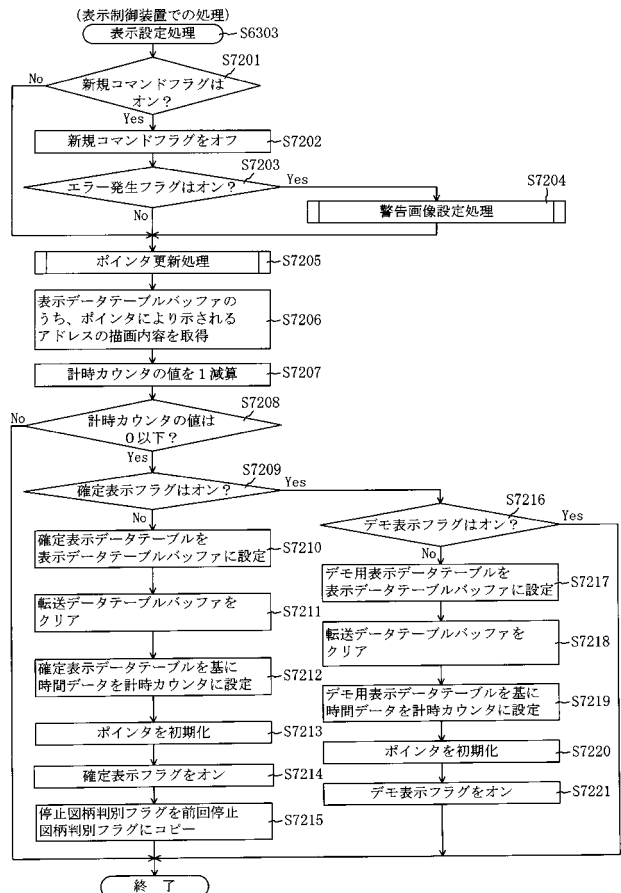 (表示制御装置での処理)
表示設定処理
S6303
S7201
新規コマンドフラグは
オン?
No
Yes
新規コマンドフラグをオフ
S7202
S7203
エラー発生フラグはオン?
Yes
No
S7204
警告画像設定処理
ポインタ更新処理
S7205
表示データテーブルバッファの
うち、ポインタにより示される
アドレスの描画内容を取得
S7206
計時カウンタの値を1減算
S7207
S7208
計時カウンタの値は
0以下?
No
Yes
S7209
確定表示フラグはオン?
Yes
No
確定表示データテーブルを
表示データテーブルバッファに設定
S7210
転送データテーブルバッファを
クリア
S7211
確定表示データテーブルを基に
時間データを計時カウンタに設定
S7212
ポインタを初期化
S7213
確定表示フラグをオン
S7214
停止図柄判別フラグを前回停止
図柄判別フラグにコピー
S7215
S7216
デモ表示フラグはオン?
Yes
No
デモ用表示データテーブルを
表示データテーブルバッファに設定
S7217
転送データテーブルバッファを
クリア
S7218
デモ用表示データテーブルを基に
時間データを計時カウンタに設定
S7219
ポインタを初期化
S7220
デモ表示フラグをオン
S7221
終了